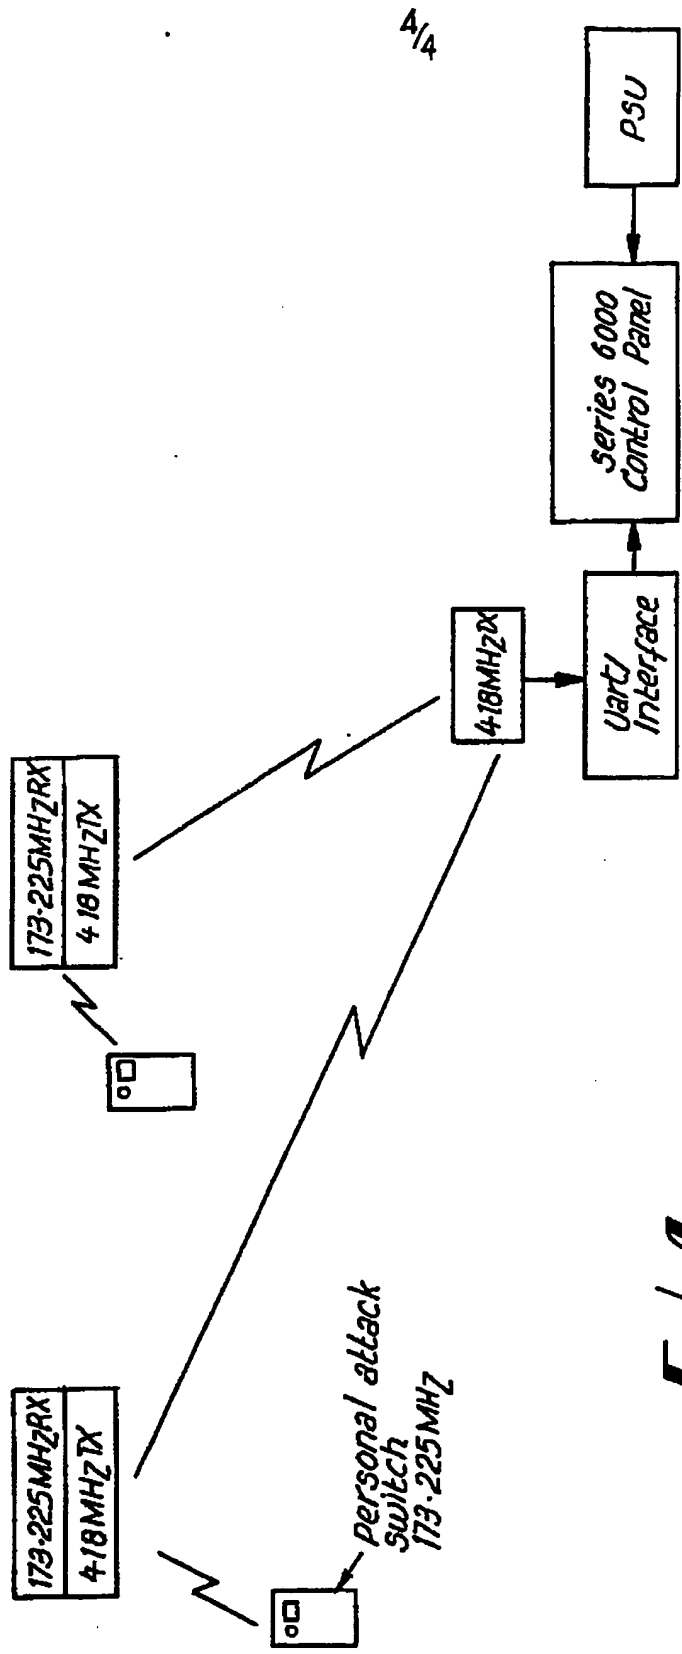 4/4
173·225MHZRX
418MHZTX
173·225MHZRX
418MHZTX
personal attack
switch
173·225MHZ
418MHZTX
Uart/
Interface
Series 6000
Control Panel
PSU